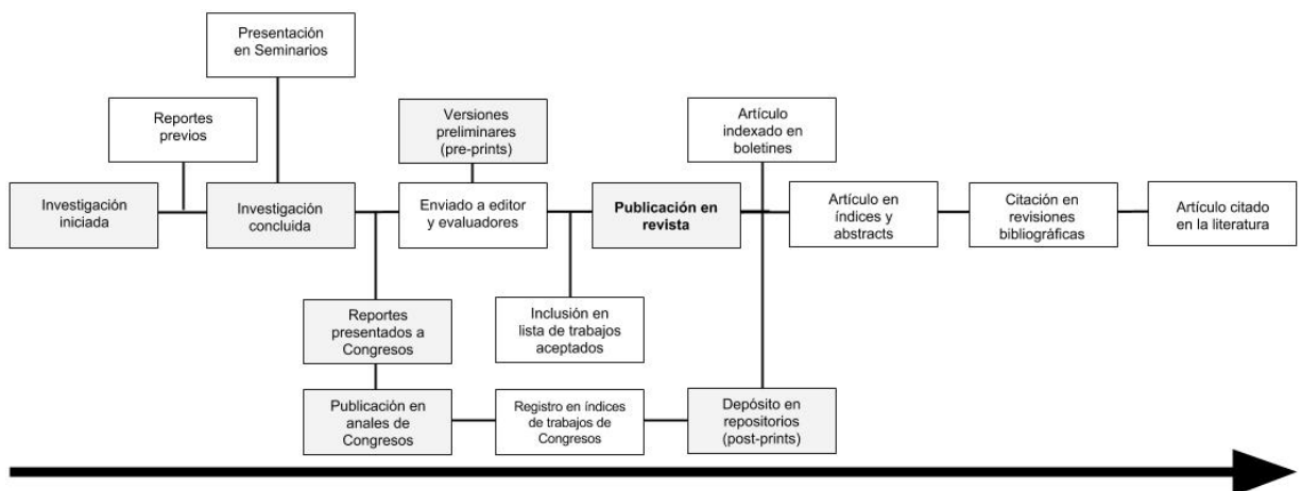 Presentación
en Seminarios
Reportes
previos
Versiones
preliminares
(pre-prints)
Artículo
indexado en
boletines
Investigación
iniciada
Investigación
concluida
Enviado a editor
y evaluadores
Publicación en
revista
Artículo en
índices y
abstracts
Citación en
revisiones
bibliográficas
Artículo citado
en la literatura
Reportes
presentados a
Congresos
Inclusión en
lista de trabajos
aceptados
Publicación en
anales de
Congresos
Registro en índices
de trabajos de
Congresos
Depósito en
repositorios
(post-prints)